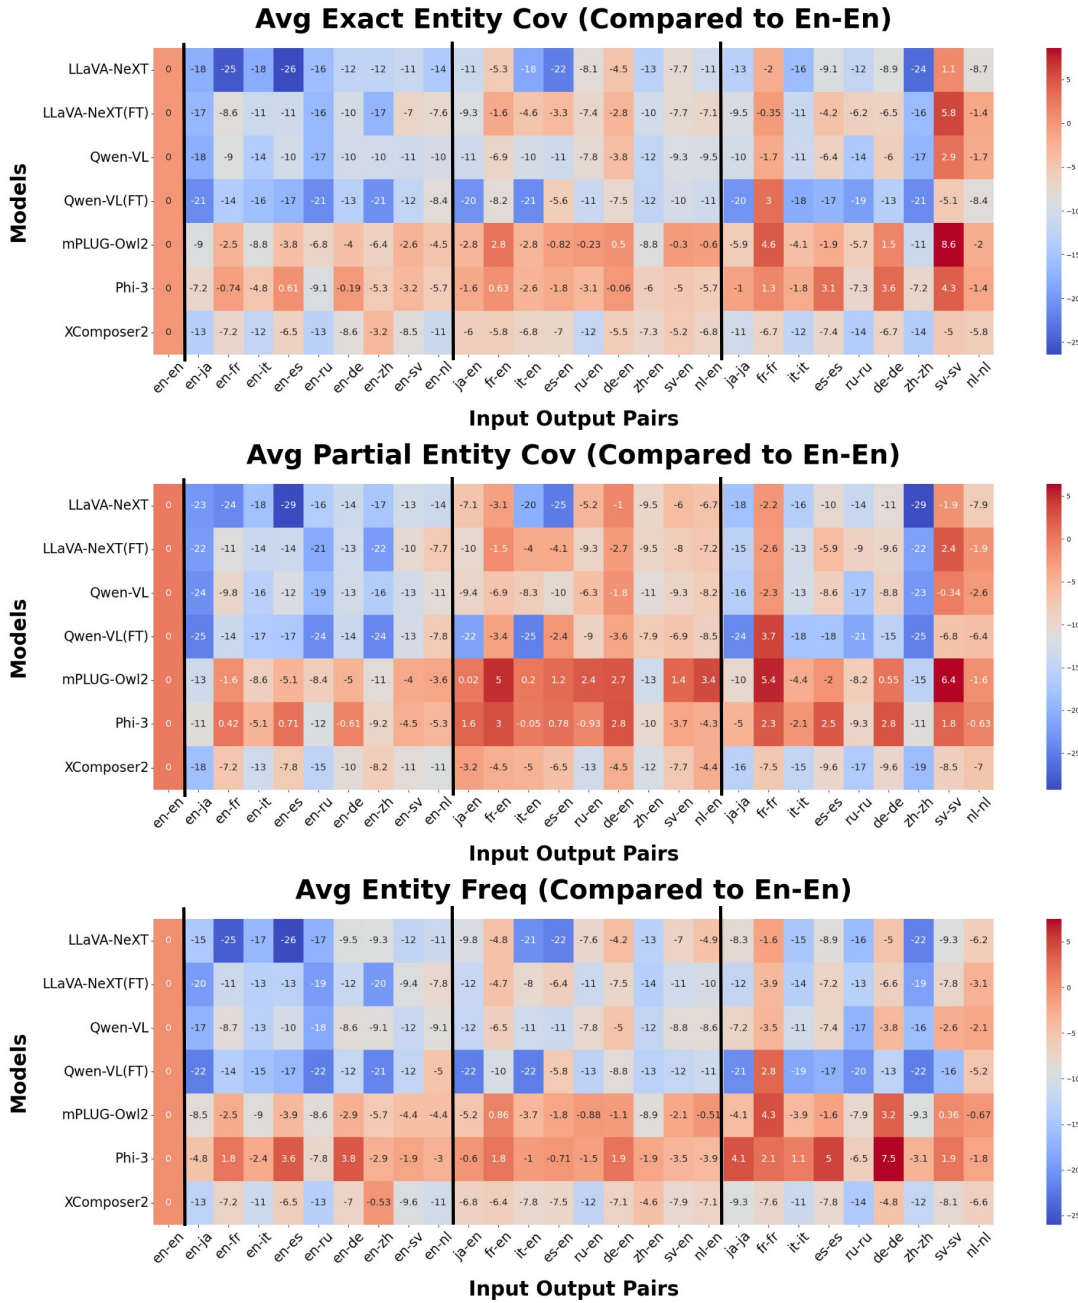 Avg Exact Entity Cov (Compared to En-En)
Models
LLaVA-NeXT 0 -18 -25 -18 -26 -16 -12 -12 -11 -14 -11 -5.3 -18 -22 -8.1 -4.5 -13 -7.7 -11 -13 -2 -16 -9.1 -12 -8.9 -24 1.1 -8.7
LLaVA-NeXT(FT) 0 -17 -8.6 -11 -11 -16 -10 -17 -7 -7.6 -9.3 -1.6 -4.6 -3.3 -7.4 -2.8 -10 -7.7 -7.1 -9.5 -0.35 -11 -4.2 -6.2 -6.5 -16 5.8 -1.4
Qwen-VL 0 -18 -9 -14 -10 -17 -10 -10 -11 -10 -11 -6.9 -10 -11 -7.8 -3.8 -12 -9.3 -9.5 -10 -1.7 -11 -6.4 -14 -6 -17 2.9 -1.7
Qwen-VL(FT) 0 -21 -14 -16 -17 -21 -13 -21 -12 -8.4 -20 -8.2 -21 -5.6 -11 -7.5 -12 -10 -11 -20 3 -18 -17 -19 -13 -21 -5.1 -8.4
mPLUG-Owl2 0 -9 -2.5 -8.8 -3.8 -6.8 -4 -6.4 -2.6 -4.5 -2.8 2.8 -2.8 -0.82 -0.23 0.5 -8.8 -0.3 -0.6 -5.9 4.6 -4.1 -1.9 -5.7 1.5 -11 8.6 -2
Phi-3 0 -7.2 -0.74 -4.8 0.61 -9.1 -0.19 -5.3 -3.2 -5.7 -1.6 0.63 -2.6 -1.8 -3.1 -0.06 -6 -5 -5.7 -1 1.3 -1.8 3.1 -7.3 3.6 -7.2 4.3 -1.4
XComposer2 0 -13 -7.2 -12 -6.5 -13 -8.6 -3.2 -8.5 -11 -6 -5.8 -6.8 -7 -12 -5.5 -7.3 -5.2 -6.8 -11 -6.7 -12 -7.4 -14 -6.7 -14 -5 -5.8
en-en en-ja en-fr en-it en-es en-ru en-de en-zh en-sv en-nl ja-en fr-en it-en es-en ru-en de-en zh-en sv-en nl-en ja-ja fr-fr it-it es-es ru-ru de-de zh-zh sv-sv nl-nl
Input Output Pairs
5
0
−5
−10
−15
−20
−25
Avg Partial Entity Cov (Compared to En-En)
Models
LLaVA-NeXT 0 -23 -24 -18 -29 -16 -14 -17 -13 -14 -7.1 -3.1 -20 -25 -5.2 -1 -9.5 -6 -6.7 -18 -2.2 -16 -10 -14 -11 -29 -1.9 -7.9
LLaVA-NeXT(FT) 0 -22 -11 -14 -14 -21 -13 -22 -10 -7.7 -10 -1.5 -4 -4.1 -9.3 -2.7 -9.5 -8 -7.2 -15 -2.6 -13 -5.9 -9 -9.6 -22 2.4 -1.9
Qwen-VL 0 -24 -9.8 -16 -12 -19 -13 -16 -13 -11 -9.4 -6.9 -8.3 -10 -6.3 -1.8 -11 -9.3 -8.2 -16 -2.3 -13 -8.6 -17 -8.8 -23 -0.34 -2.6
Qwen-VL(FT) 0 -25 -14 -17 -17 -24 -14 -24 -13 -7.8 -22 -3.4 -25 -2.4 -9 -3.6 -7.9 -6.9 -8.5 -24 3.7 -18 -18 -21 -15 -25 -6.8 -6.4
mPLUG-Owl2 0 -13 -1.6 -8.6 -5.1 -8.4 -5 -11 -4 -3.6 0.02 5 0.2 1.2 2.4 2.7 -13 1.4 3.4 -10 5.4 -4.4 -2 -8.2 0.55 -15 6.4 -1.6
Phi-3 0 -11 0.42 -5.1 0.71 -12 -0.61 -9.2 -4.5 -5.3 1.6 3 -0.05 0.78 -0.93 2.8 -10 -3.7 -4.3 -5 2.3 -2.1 2.5 -9.3 2.8 -11 1.8 -0.63
XComposer2 0 -18 -7.2 -13 -7.8 -15 -10 -8.2 -11 -11 -3.2 -4.5 -5 -6.5 -13 -4.5 -12 -7.7 -4.4 -16 -7.5 -15 -9.6 -17 -9.6 -19 -8.5 -7
en-en en-ja en-fr en-it en-es en-ru en-de en-zh en-sv en-nl ja-en fr-en it-en es-en ru-en de-en zh-en sv-en nl-en ja-ja fr-fr it-it es-es ru-ru de-de zh-zh sv-sv nl-nl
Input Output Pairs
5
0
−5
−10
−15
−20
−25
Avg Entity Freq (Compared to En-En)
Models
LLaVA-NeXT 0 -15 -25 -17 -26 -17 -9.5 -9.3 -12 -11 -9.8 -4.8 -21 -22 -7.6 -4.2 -13 -7 -4.9 -8.3 -1.6 -15 -8.9 -16 -5 -22 -9.3 -6.2
LLaVA-NeXT(FT) 0 -20 -11 -13 -13 -19 -12 -20 -9.4 -7.8 -12 -4.7 -8 -6.4 -11 -7.5 -14 -11 -10 -12 -3.9 -14 -7.2 -13 -6.6 -19 -7.8 -3.1
Qwen-VL 0 -17 -8.7 -13 -10 -18 -8.6 -9.1 -12 -9.1 -12 -6.5 -11 -11 -7.8 -5 -12 -8.8 -8.6 -7.2 -3.5 -11 -7.4 -17 -3.8 -16 -2.6 -2.1
Qwen-VL(FT) 0 -22 -14 -15 -17 -22 -12 -21 -12 -5 -22 -10 -22 -5.8 -13 -8.8 -13 -12 -11 -21 2.8 -19 -17 -20 -13 -22 -16 -5.2
mPLUG-Owl2 0 -8.5 -2.5 -9 -3.9 -8.6 -2.9 -5.7 -4.4 -4.4 -5.2 0.86 -3.7 -1.8 -0.88 -1.1 -8.9 -2.1 -0.51 -4.1 4.3 -3.9 -1.6 -7.9 3.2 -9.3 0.36 -0.67
Phi-3 0 -4.8 1.8 -2.4 3.6 -7.8 3.8 -2.9 -1.9 -3 -0.6 1.8 -1 -0.71 -1.5 1.9 -1.9 -3.5 -3.9 4.1 2.1 1.1 5 -6.5 7.5 -3.1 1.9 -1.8
XComposer2 0 -13 -7.2 -11 -6.5 -13 -7 -0.53 -9.6 -11 -6.8 -6.4 -7.8 -7.5 -12 -7.1 -4.6 -7.9 -7.1 -9.3 -7.6 -11 -7.8 -14 -4.8 -12 -8.1 -6.6
en-en en-ja en-fr en-it en-es en-ru en-de en-zh en-sv en-nl ja-en fr-en it-en es-en ru-en de-en zh-en sv-en nl-en ja-ja fr-fr it-it es-es ru-ru de-de zh-zh sv-sv nl-nl
Input Output Pairs
5
0
−5
−10
−15
−20
−25